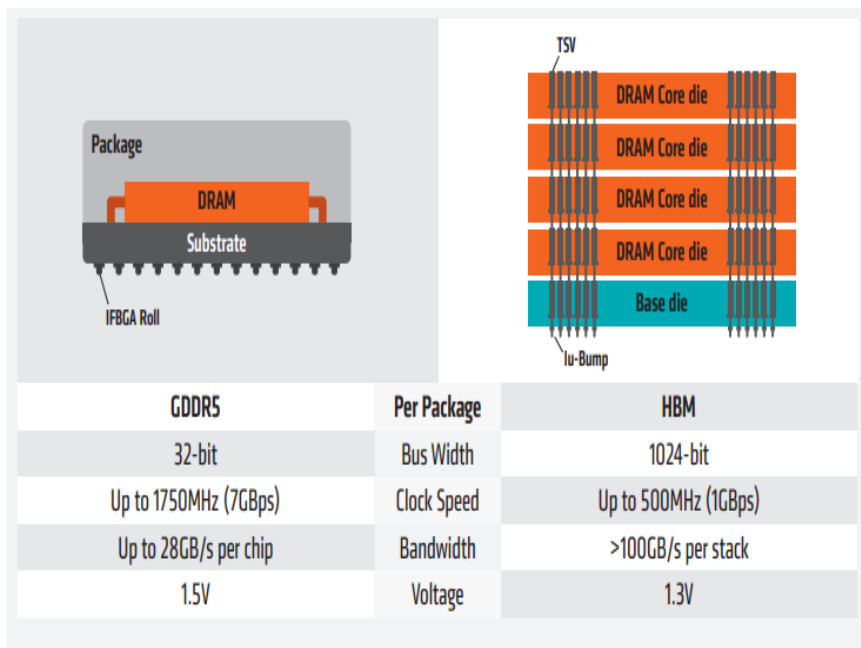 TSV
DRAM Core die
DRAM Core die
DRAM Core die
DRAM Core die
Base die
Iu-Bump
Package
DRAM
Substrate
IFBGA Roll
GDDR5 Per Package HBM
32-bit Bus Width 1024-bit
Up to 1750MHz (7GBps) Clock Speed Up to 500MHz (1GBps)
Up to 28GB/s per chip Bandwidth >100GB/s per stack
1.5V Voltage 1.3V